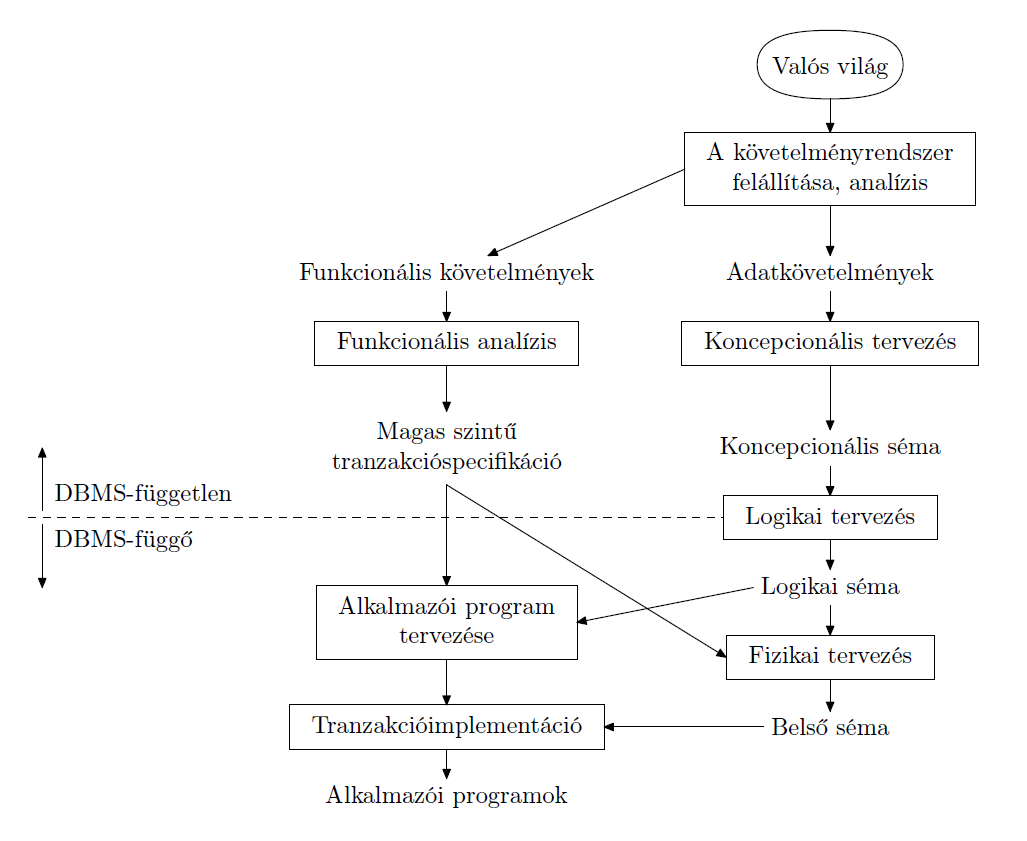 Valós világ
A követelményrendszer
felállítása, analízis
Funkcionális követelmények
Adatkövetelmények
Funkcionális analízis
Koncepcionális tervezés
Magas szintű
tranzakcióspecifikáció
Koncepcionális séma
DBMS-független
Logikai tervezés
DBMS-függő
Logikai séma
Alkalmazói program
tervezése
Fizikai tervezés
Tranzakcióimplementáció
Belső séma
Alkalmazói programok